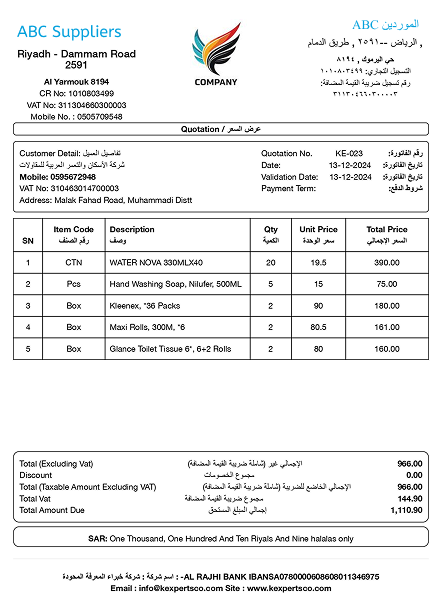 ABC Suppliers
Riyadh - Dammam Road
2591
Al Yarmouk 8194
CR No: 1010803499
VAT No: 311304660300003
Mobile No. : 0505709548
COMPANY
الموردين ABC
, الرياض --٢٥٩١ , طريق الدمام
حي اليرموك, ٨١٩٤
التسجيل التجاري: ١٠١٠٨٠٣٤٩٩
رقم تسجيل ضريبة القيمة المضافة:
٣١١٣٠٤٦٦٠٣٠٠٠٠٣
Quotation / عرض السعر
Customer Detail: تفاصيل العميل
شركة الأسكان والتعمير العربية للمقاولات
Mobile: 0595672948
VAT No: 310463014700003
Address: Malak Fahad Road, Muhammadi Distt
Quotation No. KE-023 رقم الفاتورة:
Date: 13-12-2024 تاريخ الفاتورة:
Validation Date: 13-12-2024 تاريخ الفاتورة:
Payment Term: شروط الدفع:
SN Item Code رقم الصنف Description وصف Qty الكمية Unit Price سعر الوحدة Total Price السعر الإجمالي
1 CTN WATER NOVA 330MLX40 20 19.5 390.00
2 Pcs Hand Washing Soap, Nilufer, 500ML 5 15 75.00
3 Box Kleenex, *36 Packs 2 90 180.00
4 Box Maxi Rolls, 300M, *6 2 80.5 161.00
5 Box Glance Toilet Tissue 6*, 6+2 Rolls 2 80 160.00
Total (Excluding Vat) الإجمالي غير (شاملة ضريبة القيمة المضافة) 966.00
Discount مجموع الخصومات 0.00
Total (Taxable Amount Excluding VAT) الإجمالي الخاضع للضريبة (شاملة ضريبة القيمة المضافة) 966.00
Total Vat مجموع ضريبة القيمة المضافة 144.90
Total Amount Due إجمالي المبلغ المستحق 1,110.90
SAR: One Thousand, One Hundred And Ten Riyals And Nine halalas only
اسم شركة : شركة خبراء المعرفة المحدودة : -AL RAJHI BANK IBANSA0780000608608011346975
Email : info@kexpertsco.com Site : www.kexpertsco.com